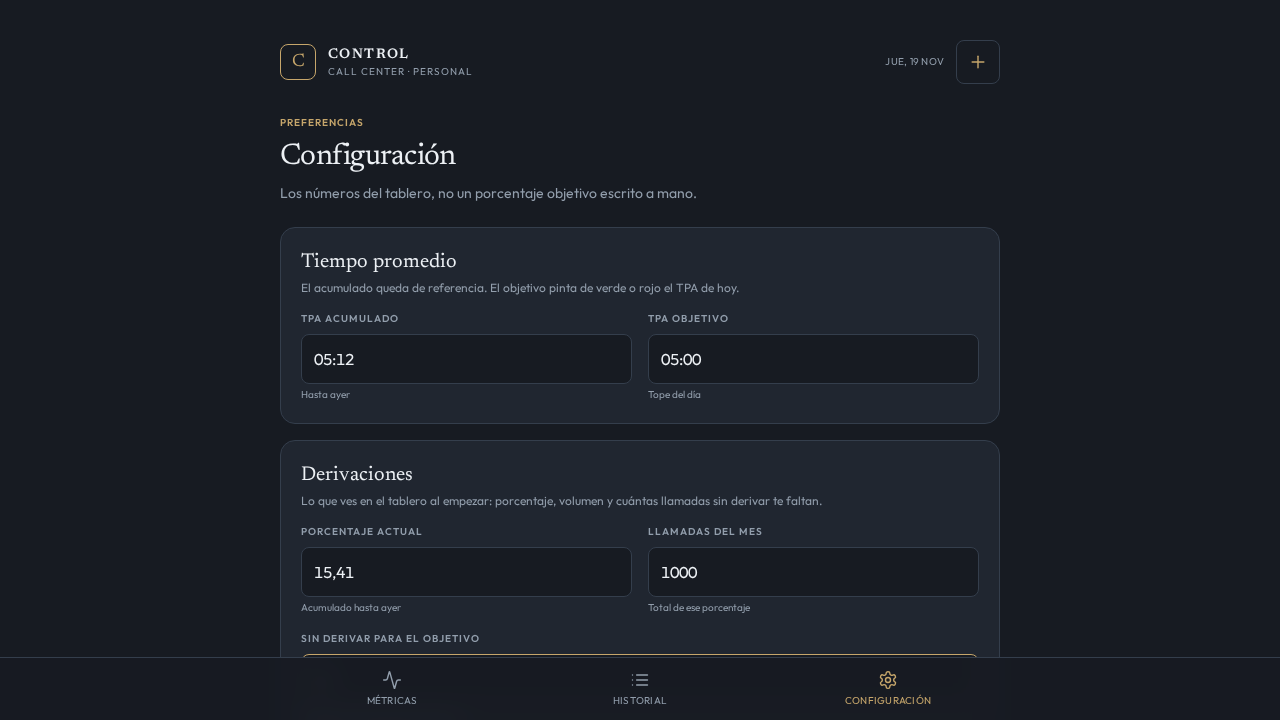 C
CONTROL
CALL CENTER · PERSONAL
JUE, 19 NOV
PREFERENCIAS
Configuración
Los números del tablero, no un porcentaje objetivo escrito a mano.
Tiempo promedio
El acumulado queda de referencia. El objetivo pinta de verde o rojo el TPA de hoy.
TPA ACUMULADO
TPA OBJETIVO
05:12
05:00
Hasta ayer
Tope del día
Derivaciones
Lo que ves en el tablero al empezar: porcentaje, volumen y cuántas llamadas sin derivar te faltan.
PORCENTAJE ACTUAL
LLAMADAS DEL MES
15,41
1000
Acumulado hasta ayer
Total de ese porcentaje
SIN DERIVAR PARA EL OBJETIVO
MÉTRICAS
HISTORIAL
CONFIGURACIÓN